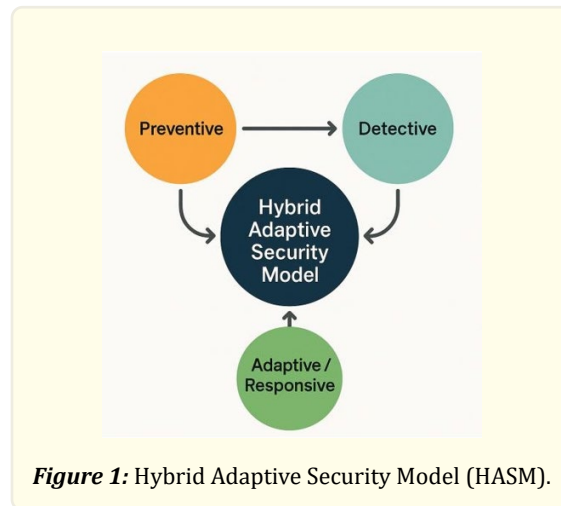 Preventive
Detective
Hybrid
Adaptive
Security
Model
Adaptive /
Responsive
Figure 1: Hybrid Adaptive Security Model (HASM).